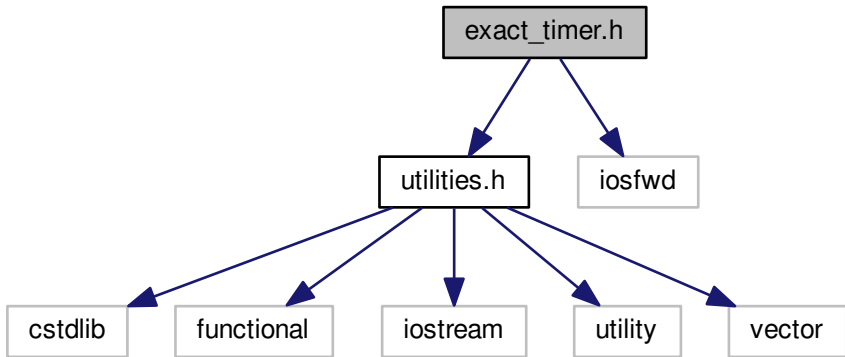 exact_timer.h
utilities.h
iosfwd
cstdlib
functional
iostream
utility
vector